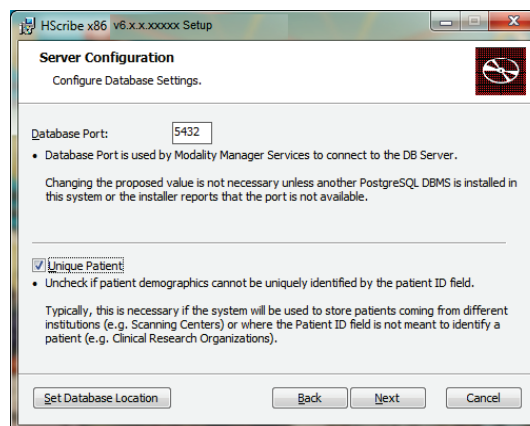 HScribe x86 v6.x.x.xxxxx Setup
Server Configuration
Configure Database Settings.
Database Port: 5432
• Database Port is used by Modality Manager Services to connect to the DB Server.
Changing the proposed value is not necessary unless another PostgreSQL DBMS is installed in
this system or the installer reports that the port is not available.
Unique Patient
• Uncheck if patient demographics cannot be uniquely identified by the patient ID field.
Typically, this is necessary if the system will be used to store patients coming from different
institutions (e.g. Scanning Centers) or where the Patient ID field is not meant to identify a
patient (e.g. Clinical Research Organizations).
Set Database Location Back Next Cancel